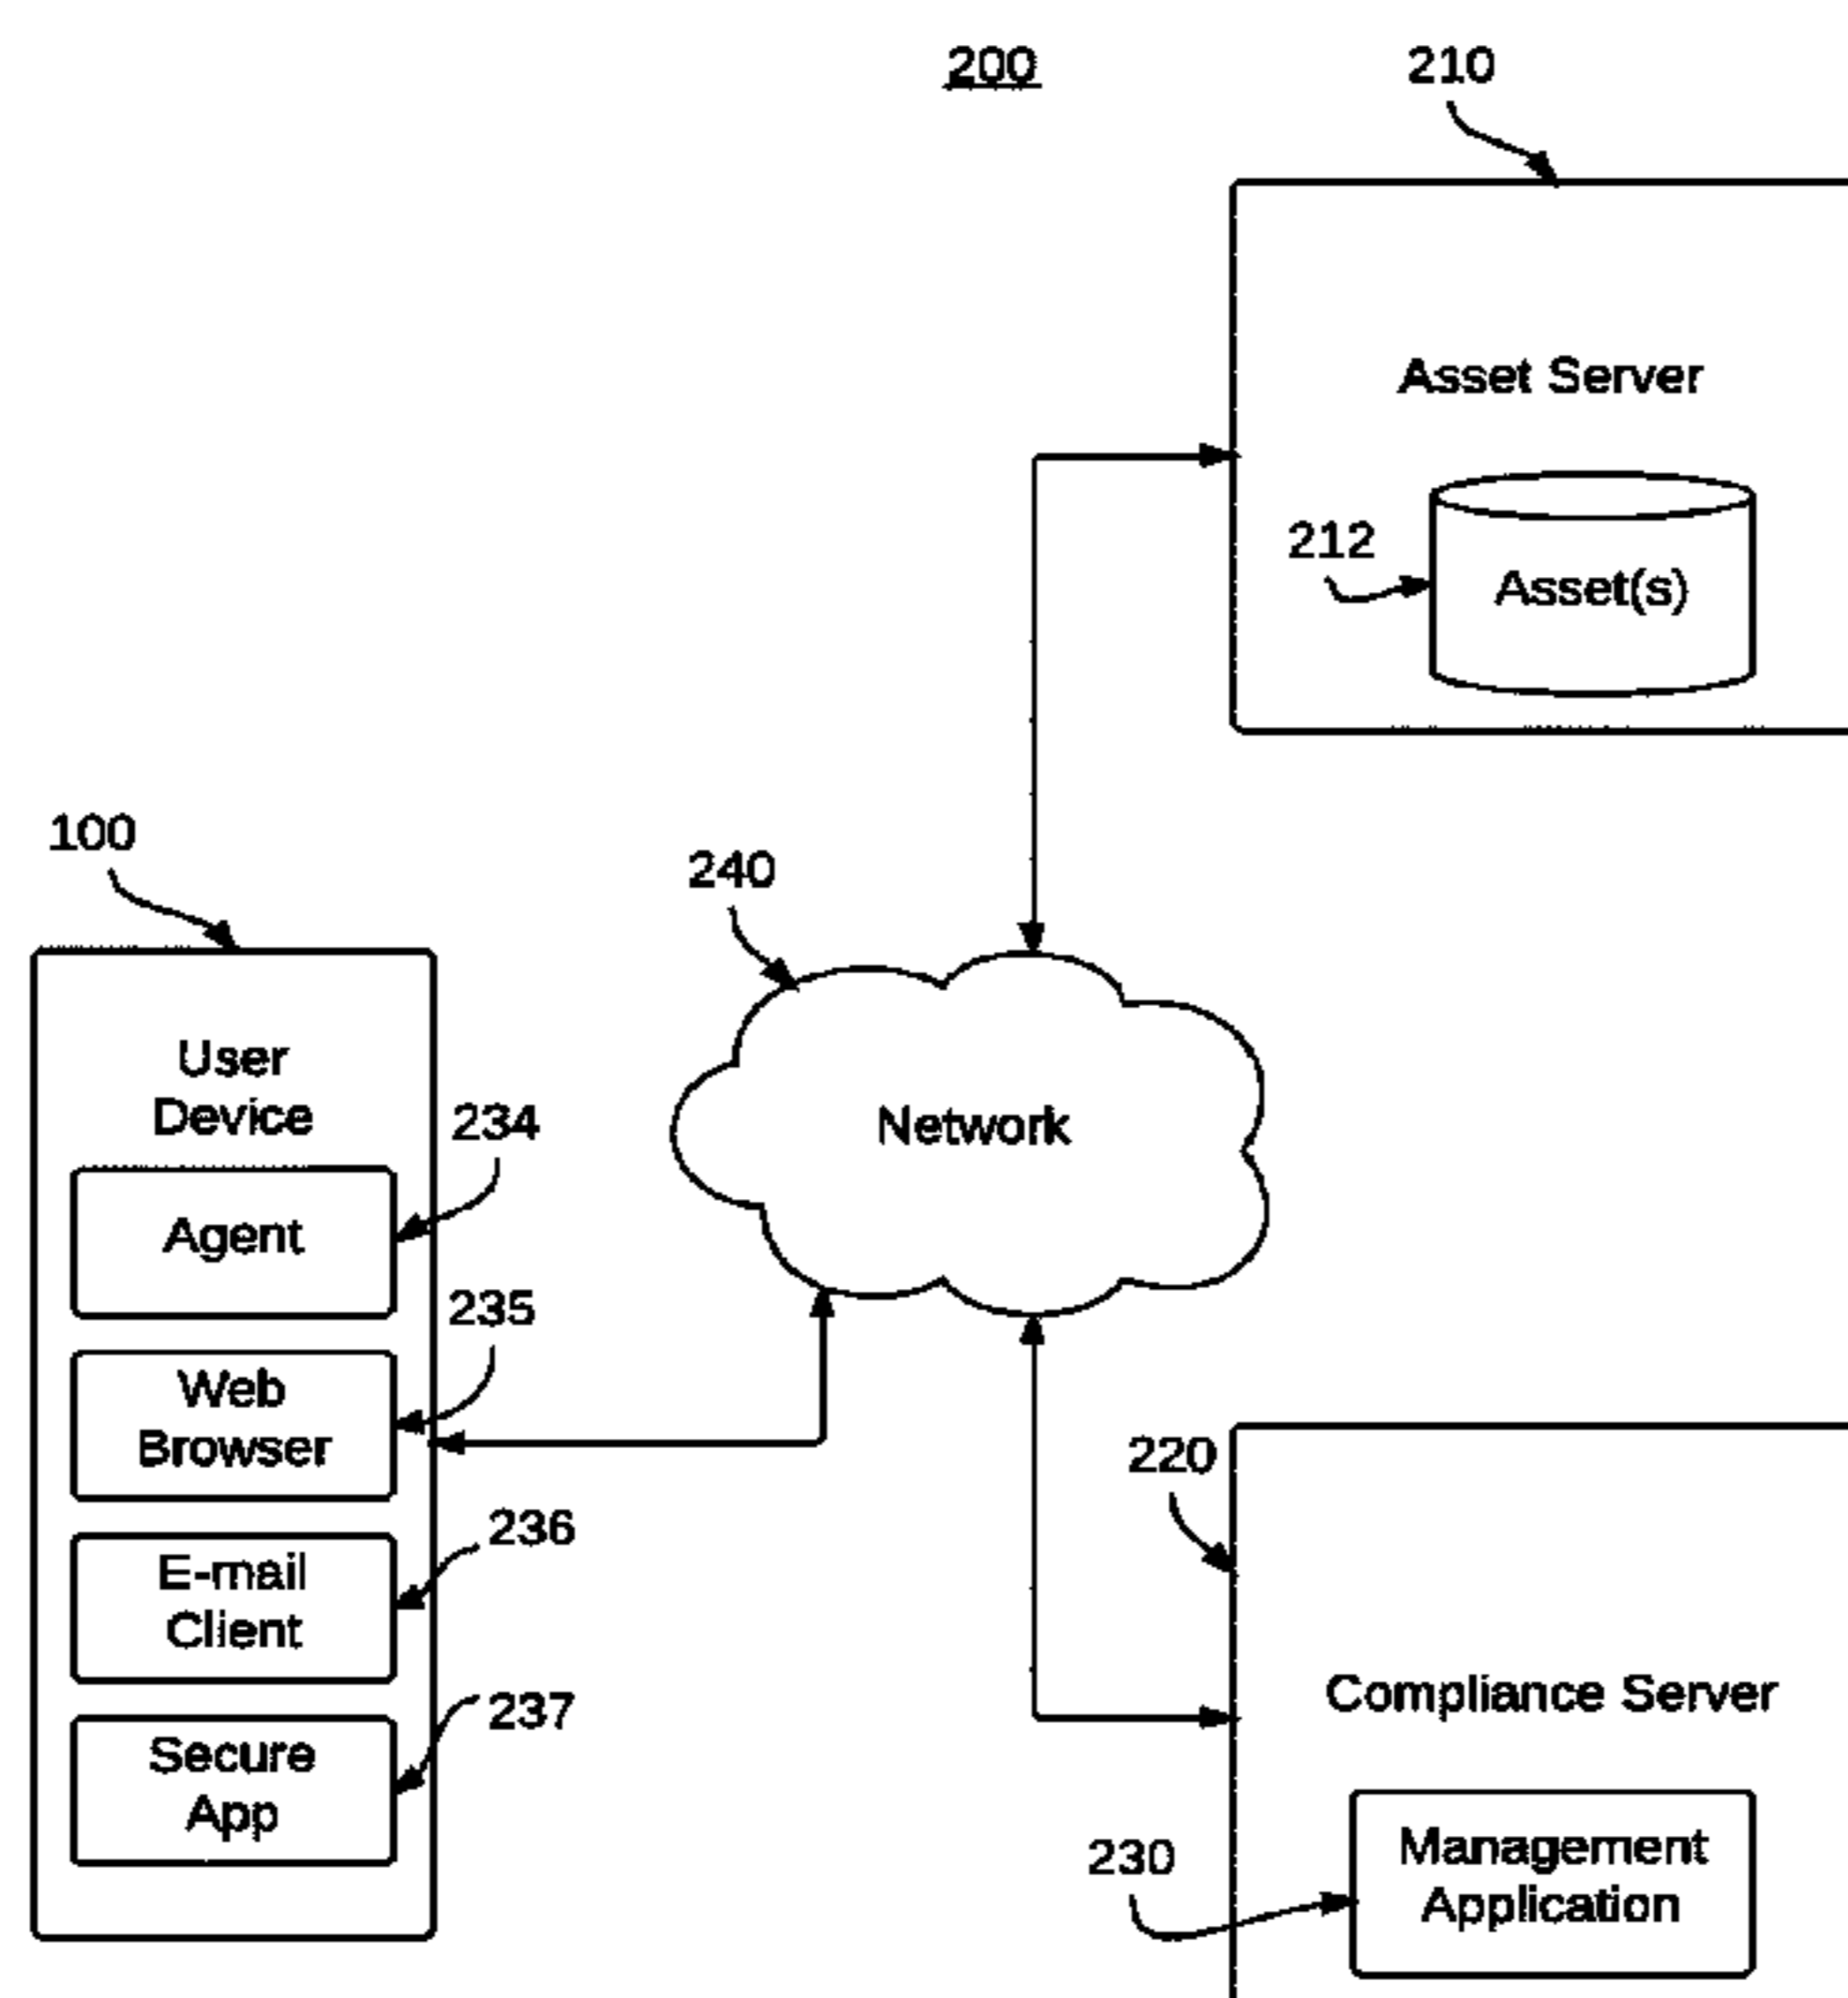 200
210
Asset Server
212
Asset(s)
100
240
User
Device
234
Network
Agent
235
Web
Browser
220
236
E-mail
Client
Compliance Server
237
Secure
App
230
Management
Application